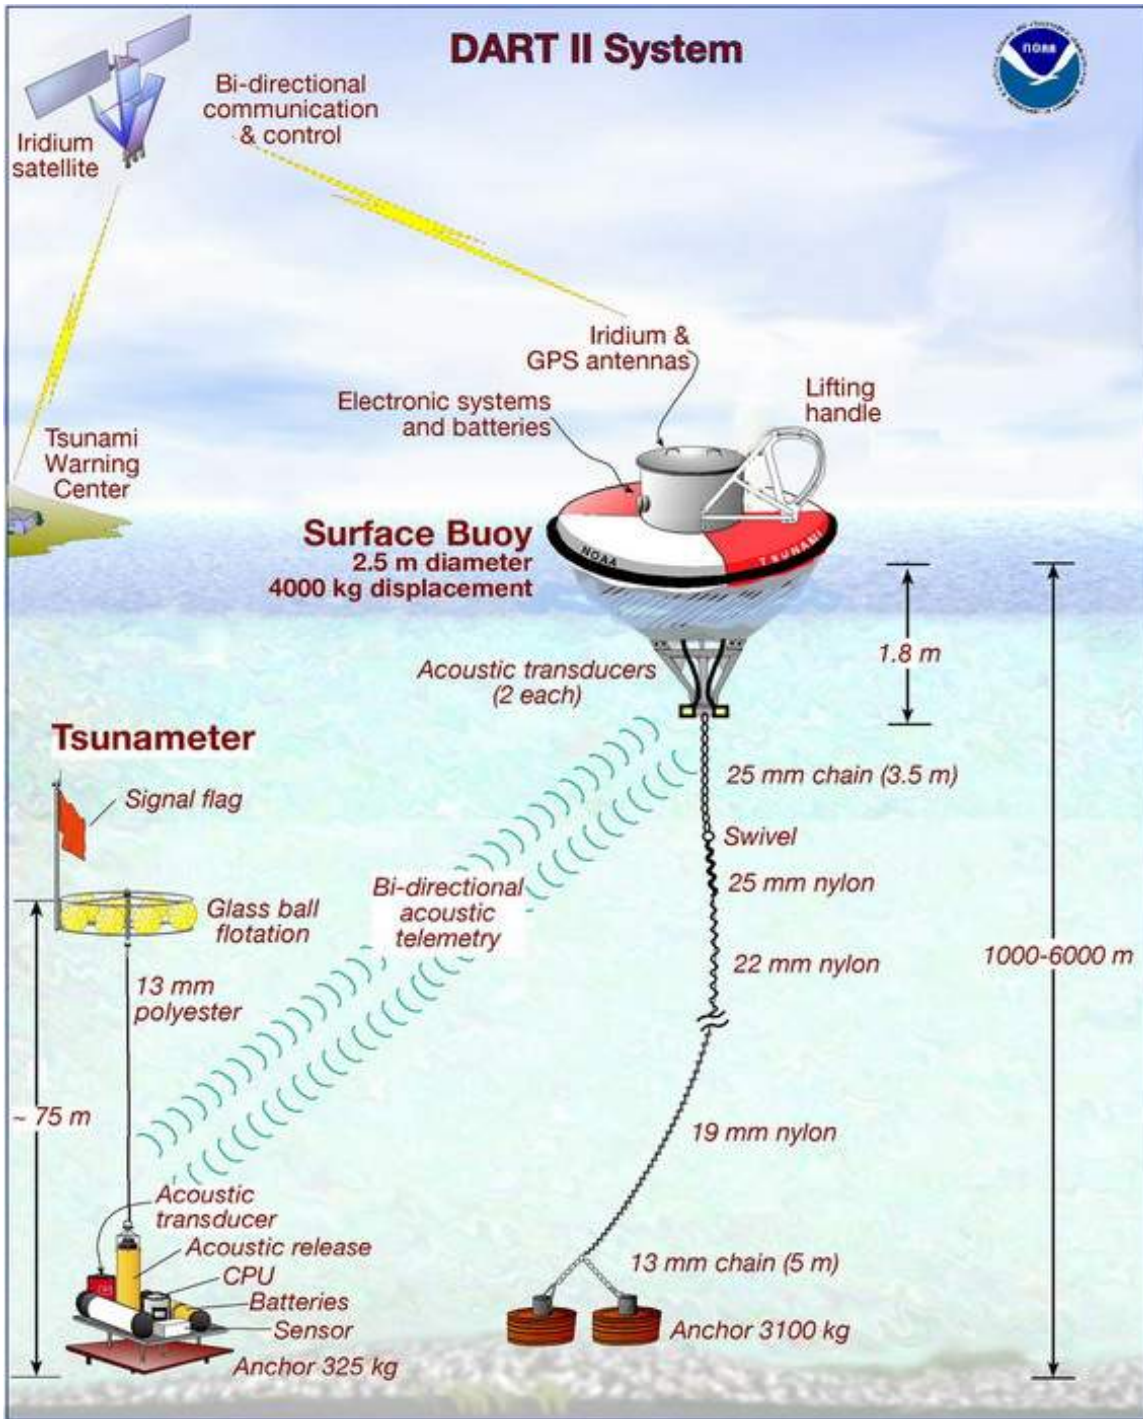 DART II System
NOAA
Iridium
satellite
Bi-directional
communication
& control
Iridium &
GPS antennas
Electronic systems
and batteries
Lifting
handle
Tsunami
Warning
Center
Surface Buoy
2.5 m diameter
4000 kg displacement
NOAA
TSUNAMI
1.8 m
Acoustic transducers
(2 each)
Tsunameter
Signal flag
25 mm chain (3.5 m)
Swivel
25 mm nylon
Glass ball
flotation
Bi-directional
acoustic
telemetry
22 mm nylon
1000-6000 m
13 mm
polyester
~ 75 m
19 mm nylon
Acoustic
transducer
Acoustic release
CPU
Batteries
Sensor
Anchor 325 kg
13 mm chain (5 m)
Anchor 3100 kg